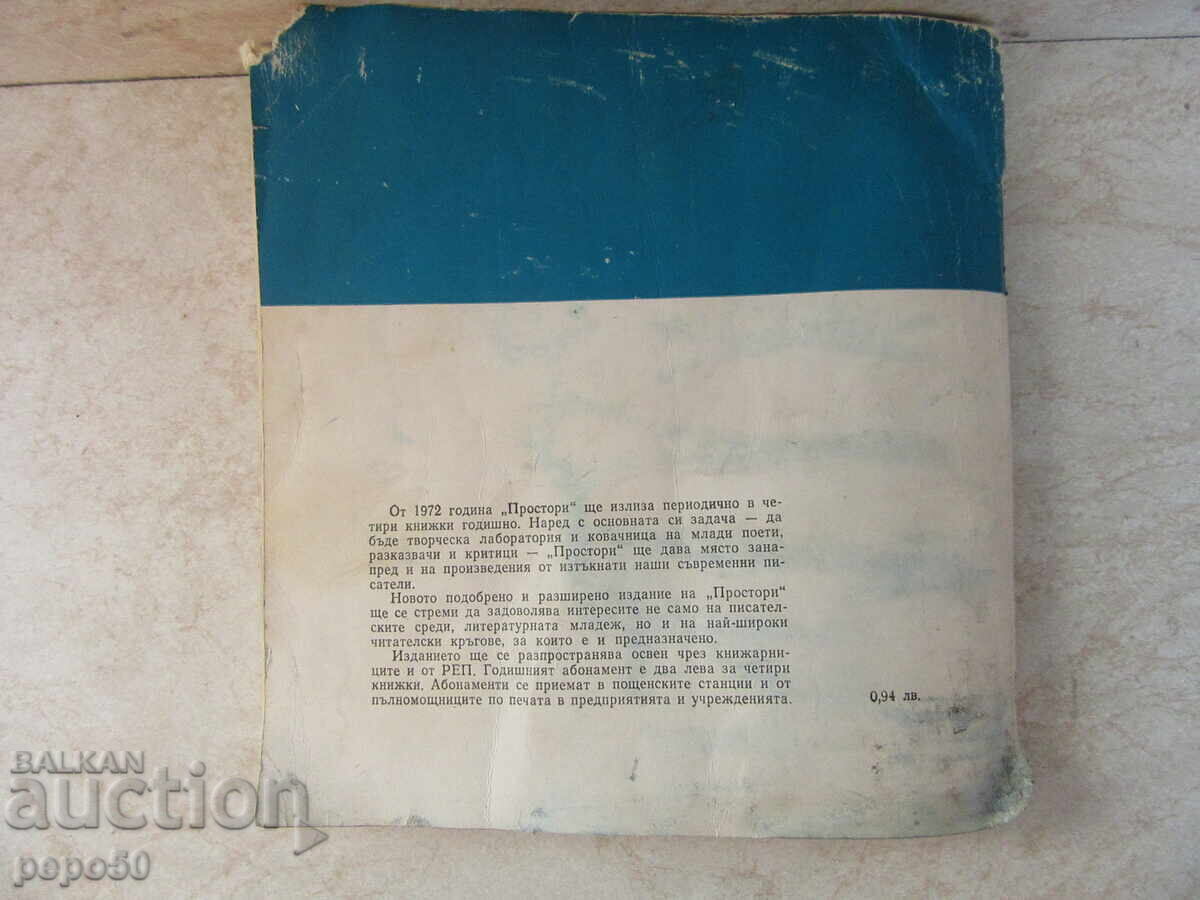 От 1972 година „Простори“ ще излиза периодично в че-
тири книжки годишно. Наред с основната си задача — да
бъде творческа лаборатория и ковачница на млади поети,
разказвачи и критици — „Простори“ ще дава място зана-
пред и на произведения от изтъкнати наши съвременни пи-
сатели.
Новото подобрено и разширено издание на „Простори“
ще се стреми да задоволява интересите не само на писател-
ските среди, литературната младеж, но и на най-широки
читателски кръгове, за които е и предназначено.
Изданието ще се разпространява освен чрез книжарни-
ците и от РЕП. Годишният абонамент е два лева за четири
книжки. Абонаменти се приемат в пощенските станции и от
пълномощниците по печата в предприятията и учрежденията.
0,94 лв.
BALKAN
auction
pepo50